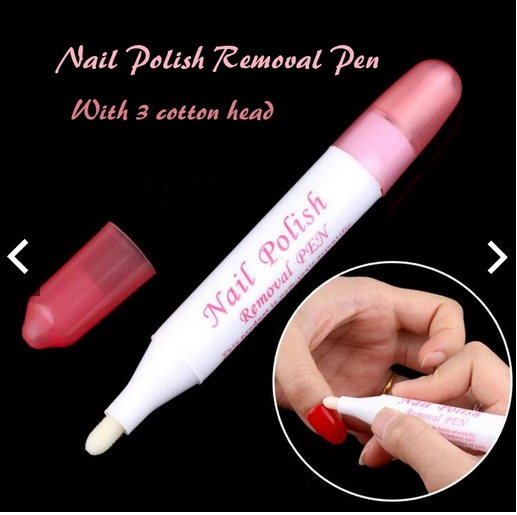 Nail Polish Removal Pen
With 3 cotton head
Nail Polish
Removal PEN
Nail Polish
Removal PEN